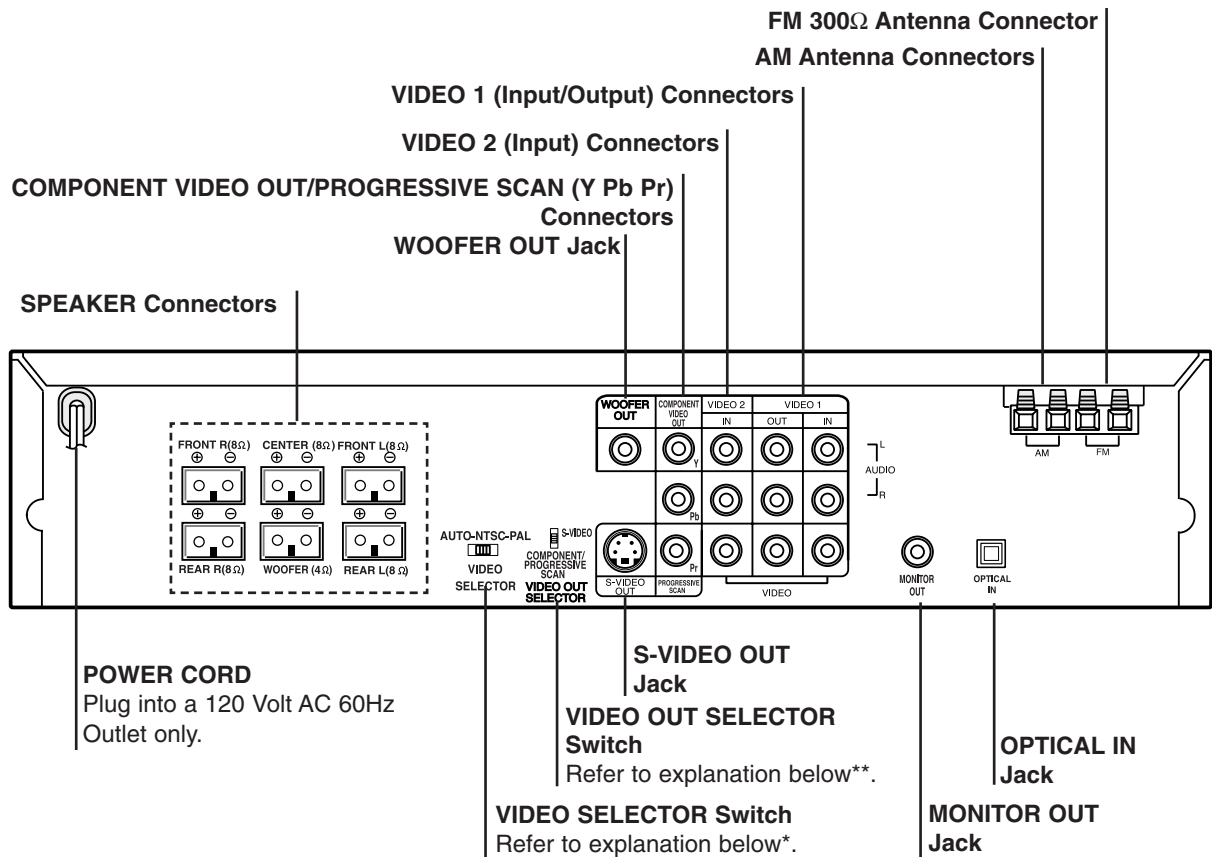 FM 300Ω Antenna Connector
AM Antenna Connectors
VIDEO 1 (Input/Output) Connectors
VIDEO 2 (Input) Connectors
COMPONENT VIDEO OUT/PROGRESSIVE SCAN (Y Pb Pr)
Connectors
WOOFER OUT Jack
SPEAKER Connectors
WOOFER
OUT
COMPONENT
VIDEO
OUT
VIDEO 2
IN
VIDEO 1
OUT
IN
Y
Pb
Pr
L
AUDIO
R
AM
FM
FRONT R(8Ω)
CENTER (8Ω)
FRONT L(8Ω)
⊕ ⊖
⊕ ⊖
⊕ ⊖
⊕ ⊖
⊕ ⊖
⊕ ⊖
REAR R(8Ω)
WOOFER (4Ω)
REAR L(8Ω)
AUTO-NTSC-PAL
VIDEO
SELECTOR
S-VIDEO
COMPONENT/
PROGRESSIVE
SCAN
VIDEO OUT
SELECTOR
S-VIDEO
OUT
PROGRESSIVE
SCAN
VIDEO
MONITOR
OUT
OPTICAL
IN
POWER CORD
Plug into a 120 Volt AC 60Hz
Outlet only.
S-VIDEO OUT
Jack
VIDEO OUT SELECTOR
Switch
Refer to explanation below**.
VIDEO SELECTOR Switch
Refer to explanation below*.
OPTICAL IN
Jack
MONITOR OUT
Jack